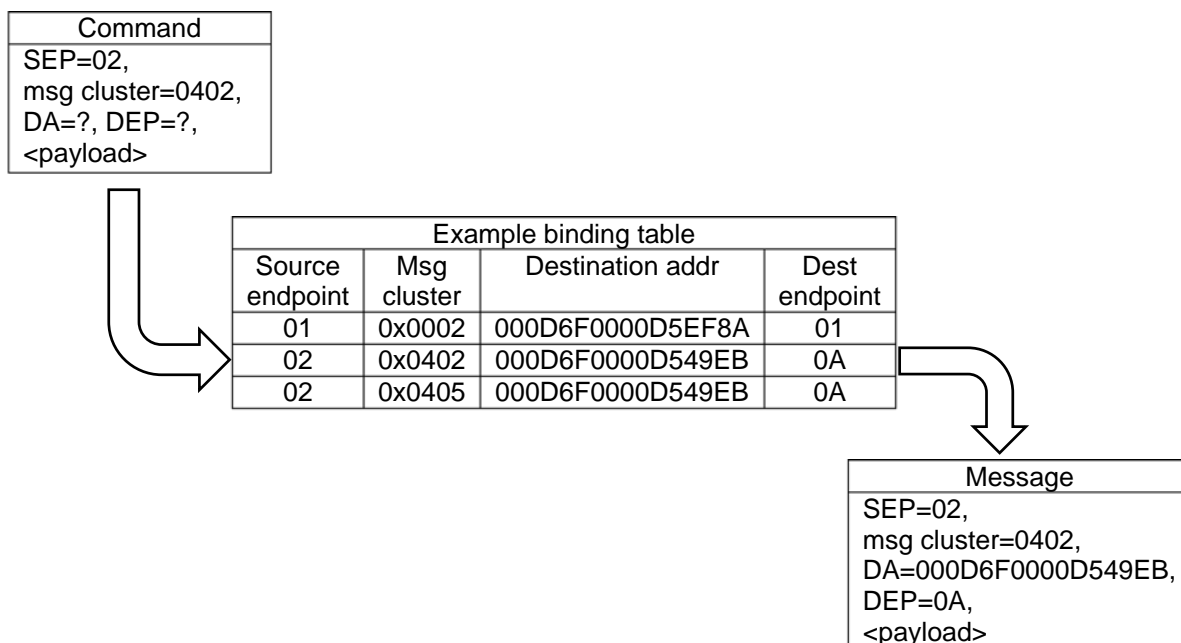 Command
SEP=02,
msg cluster=0402,
DA=?, DEP=?,
<payload>
Example binding table
Source endpoint Msg cluster Destination addr Dest endpoint
01 0x0002 000D6F0000D5EF8A 01
02 0x0402 000D6F0000D549EB 0A
02 0x0405 000D6F0000D549EB 0A
Message
SEP=02,
msg cluster=0402,
DA=000D6F0000D549EB,
DEP=0A,
<payload>